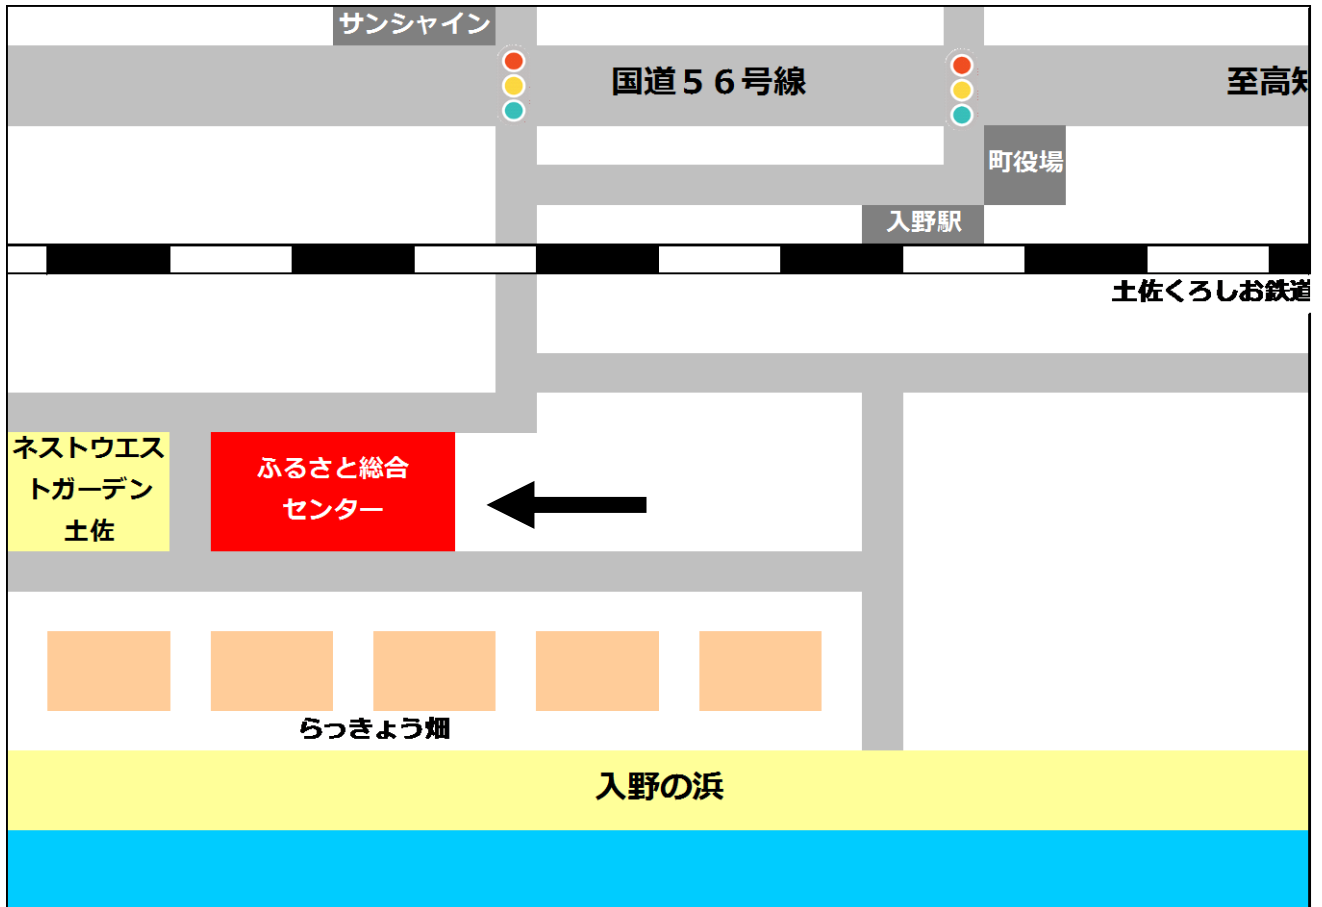 サンシャイン
国道５６号線
至高知
町役場
入野駅
土佐くろしお鉄道
ネストウエス
トガーデン
土佐
ふるさと総合
センター
らっきょう畑
入野の浜